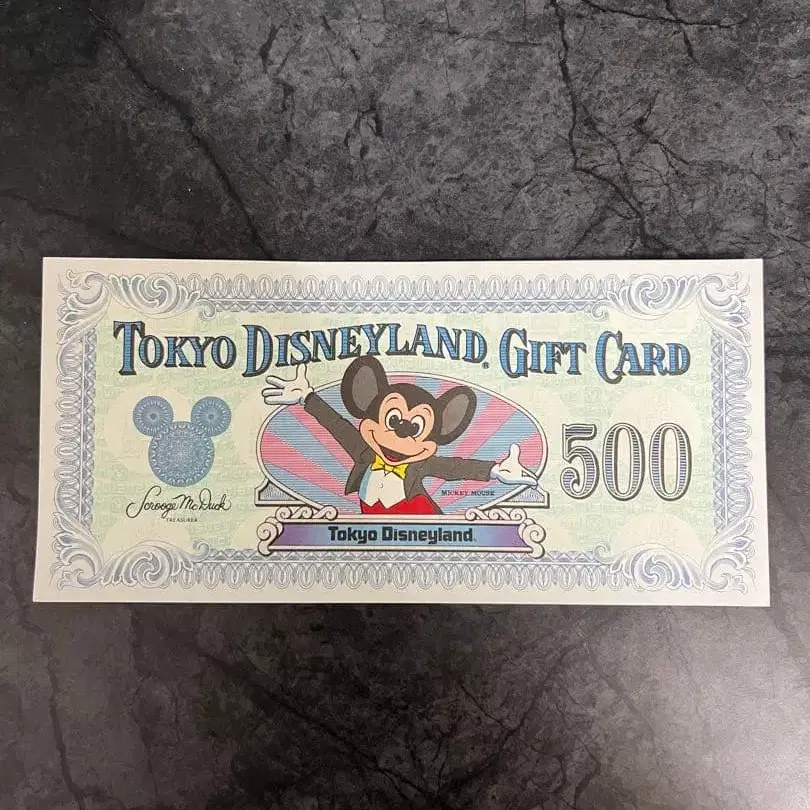 TOKYO DISNEYLAND® GIFT CARD
500
MICKEY MOUSE
Scrooge McDuck
TREASURER
Tokyo Disneyland®